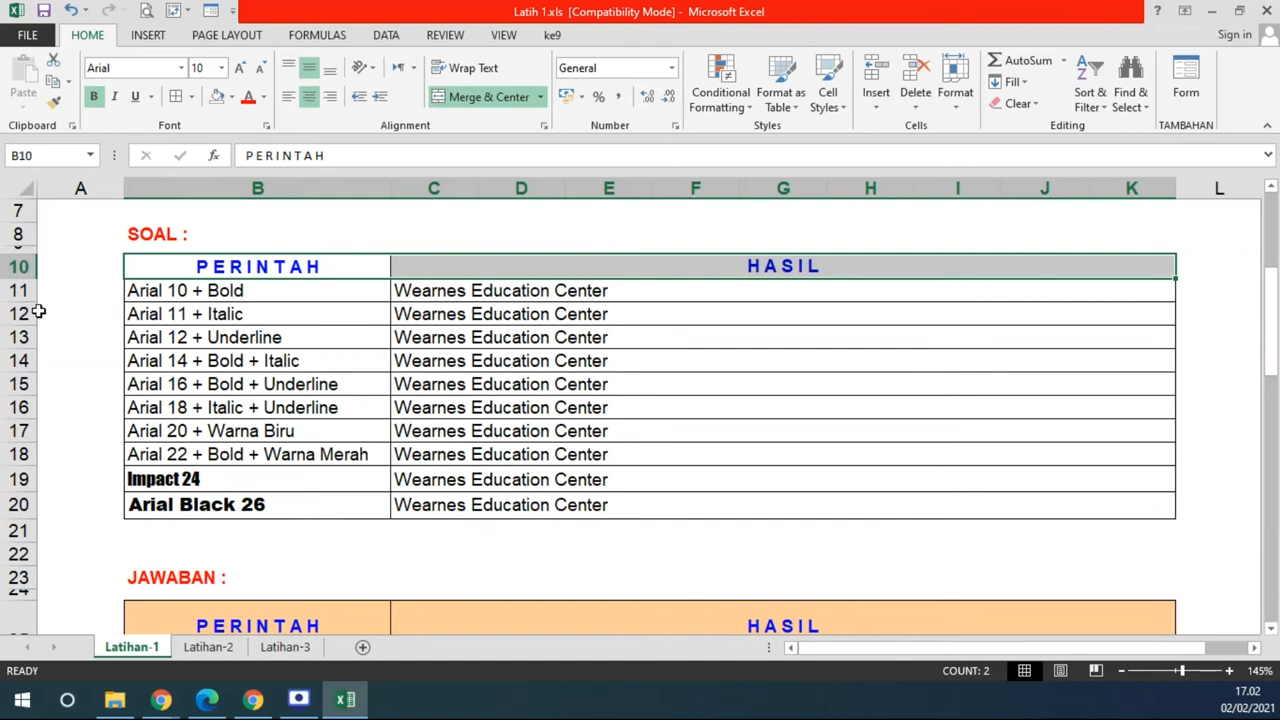 Latih 1.xls [Compatibility Mode] - Microsoft Excel
FILE HOME INSERT PAGE LAYOUT FORMULAS DATA REVIEW VIEW ke9 Sign in
Arial 10 Wrap Text General AutoSum
Paste B I U Merge & Center % Conditional Formatting Format as Table Cell Styles Insert Delete Format Fill Sort & Filter Find & Select Form
Clear
Clipboard Font Alignment Number Styles Cells Editing TAMBAHAN
B10 fx P E R I N T A H
A B C D E F G H I J K L
7
8 SOAL :
10 P E R I N T A H H A S I L
11 Arial 10 + Bold Wearnes Education Center
12 Arial 11 + Italic Wearnes Education Center
13 Arial 12 + Underline Wearnes Education Center
14 Arial 14 + Bold + Italic Wearnes Education Center
15 Arial 16 + Bold + Underline Wearnes Education Center
16 Arial 18 + Italic + Underline Wearnes Education Center
17 Arial 20 + Warna Biru Wearnes Education Center
18 Arial 22 + Bold + Warna Merah Wearnes Education Center
19 Impact 24 Wearnes Education Center
20 Arial Black 26 Wearnes Education Center
21
22
23 JAWABAN :
24
P E R I N T A H H A S I L
Latihan-1 Latihan-2 Latihan-3
READY COUNT: 2 145%
17.02
02/02/2021